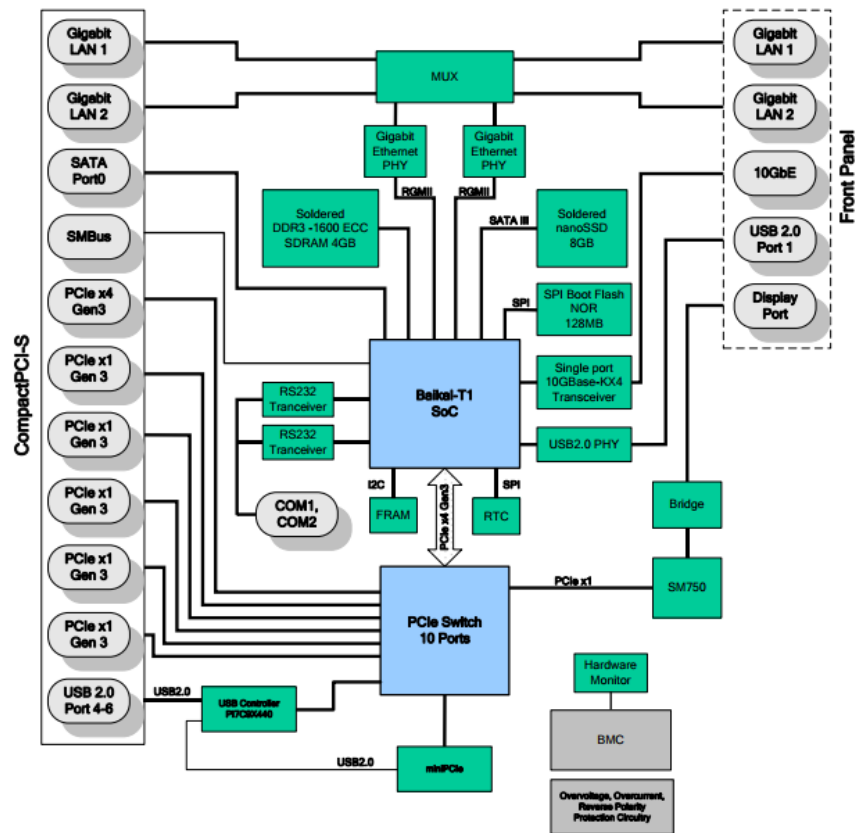 CompactPCI-S
Gigabit
LAN 1
Gigabit
LAN 2
SATA
Port0
SMBus
PCIe x4
Gen3
PCIe x1
Gen 3
PCIe x1
Gen 3
PCIe x1
Gen 3
PCIe x1
Gen 3
PCIe x1
Gen 3
USB 2.0
Port 4-6
MUX
Gigabit
Ethernet
PHY
Gigabit
Ethernet
PHY
RGMII
RGMII
Soldered
DDR3 -1600 ECC
SDRAM 4GB
SATA III
Soldered
nanoSSD
8GB
SPI
SPI Boot Flash
NOR
128MB
Baikal-T1
SoC
Single port
10GBase-KX4
Transceiver
RS232
Tranceiver
RS232
Tranceiver
USB2.0 PHY
COM1,
COM2
I2C
FRAM
PCIe x4 Gen3
SPI
RTC
Bridge
PCIe Switch
10 Ports
PCIe x1
SM750
USB2.0
USB Controller
PI7C9X440
USB2.0
miniPCIe
Hardware
Monitor
BMC
Overvoltage, Overcurrent,
Reverse Polarity
Protection Circuitry
Gigabit
LAN 1
Gigabit
LAN 2
10GbE
USB 2.0
Port 1
Display
Port
Front Panel